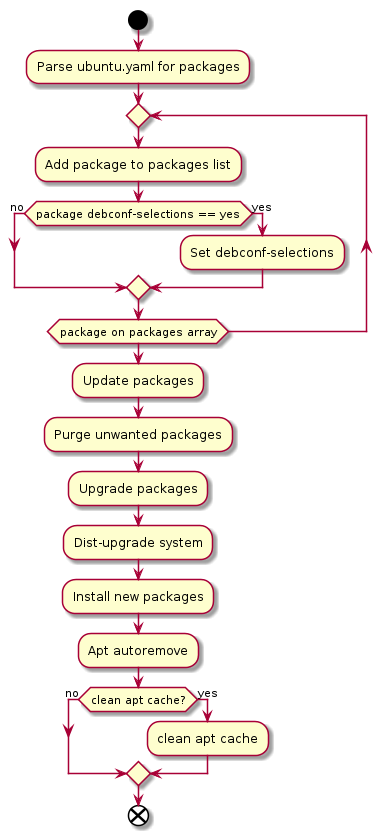 Parse ubuntu.yaml for packages
Add package to packages list
no
package debconf-selections == yes
yes
Set debconf-selections
package on packages array
Update packages
Purge unwanted packages
Upgrade packages
Dist-upgrade system
Install new packages
Apt autoremove
no
clean apt cache?
yes
clean apt cache